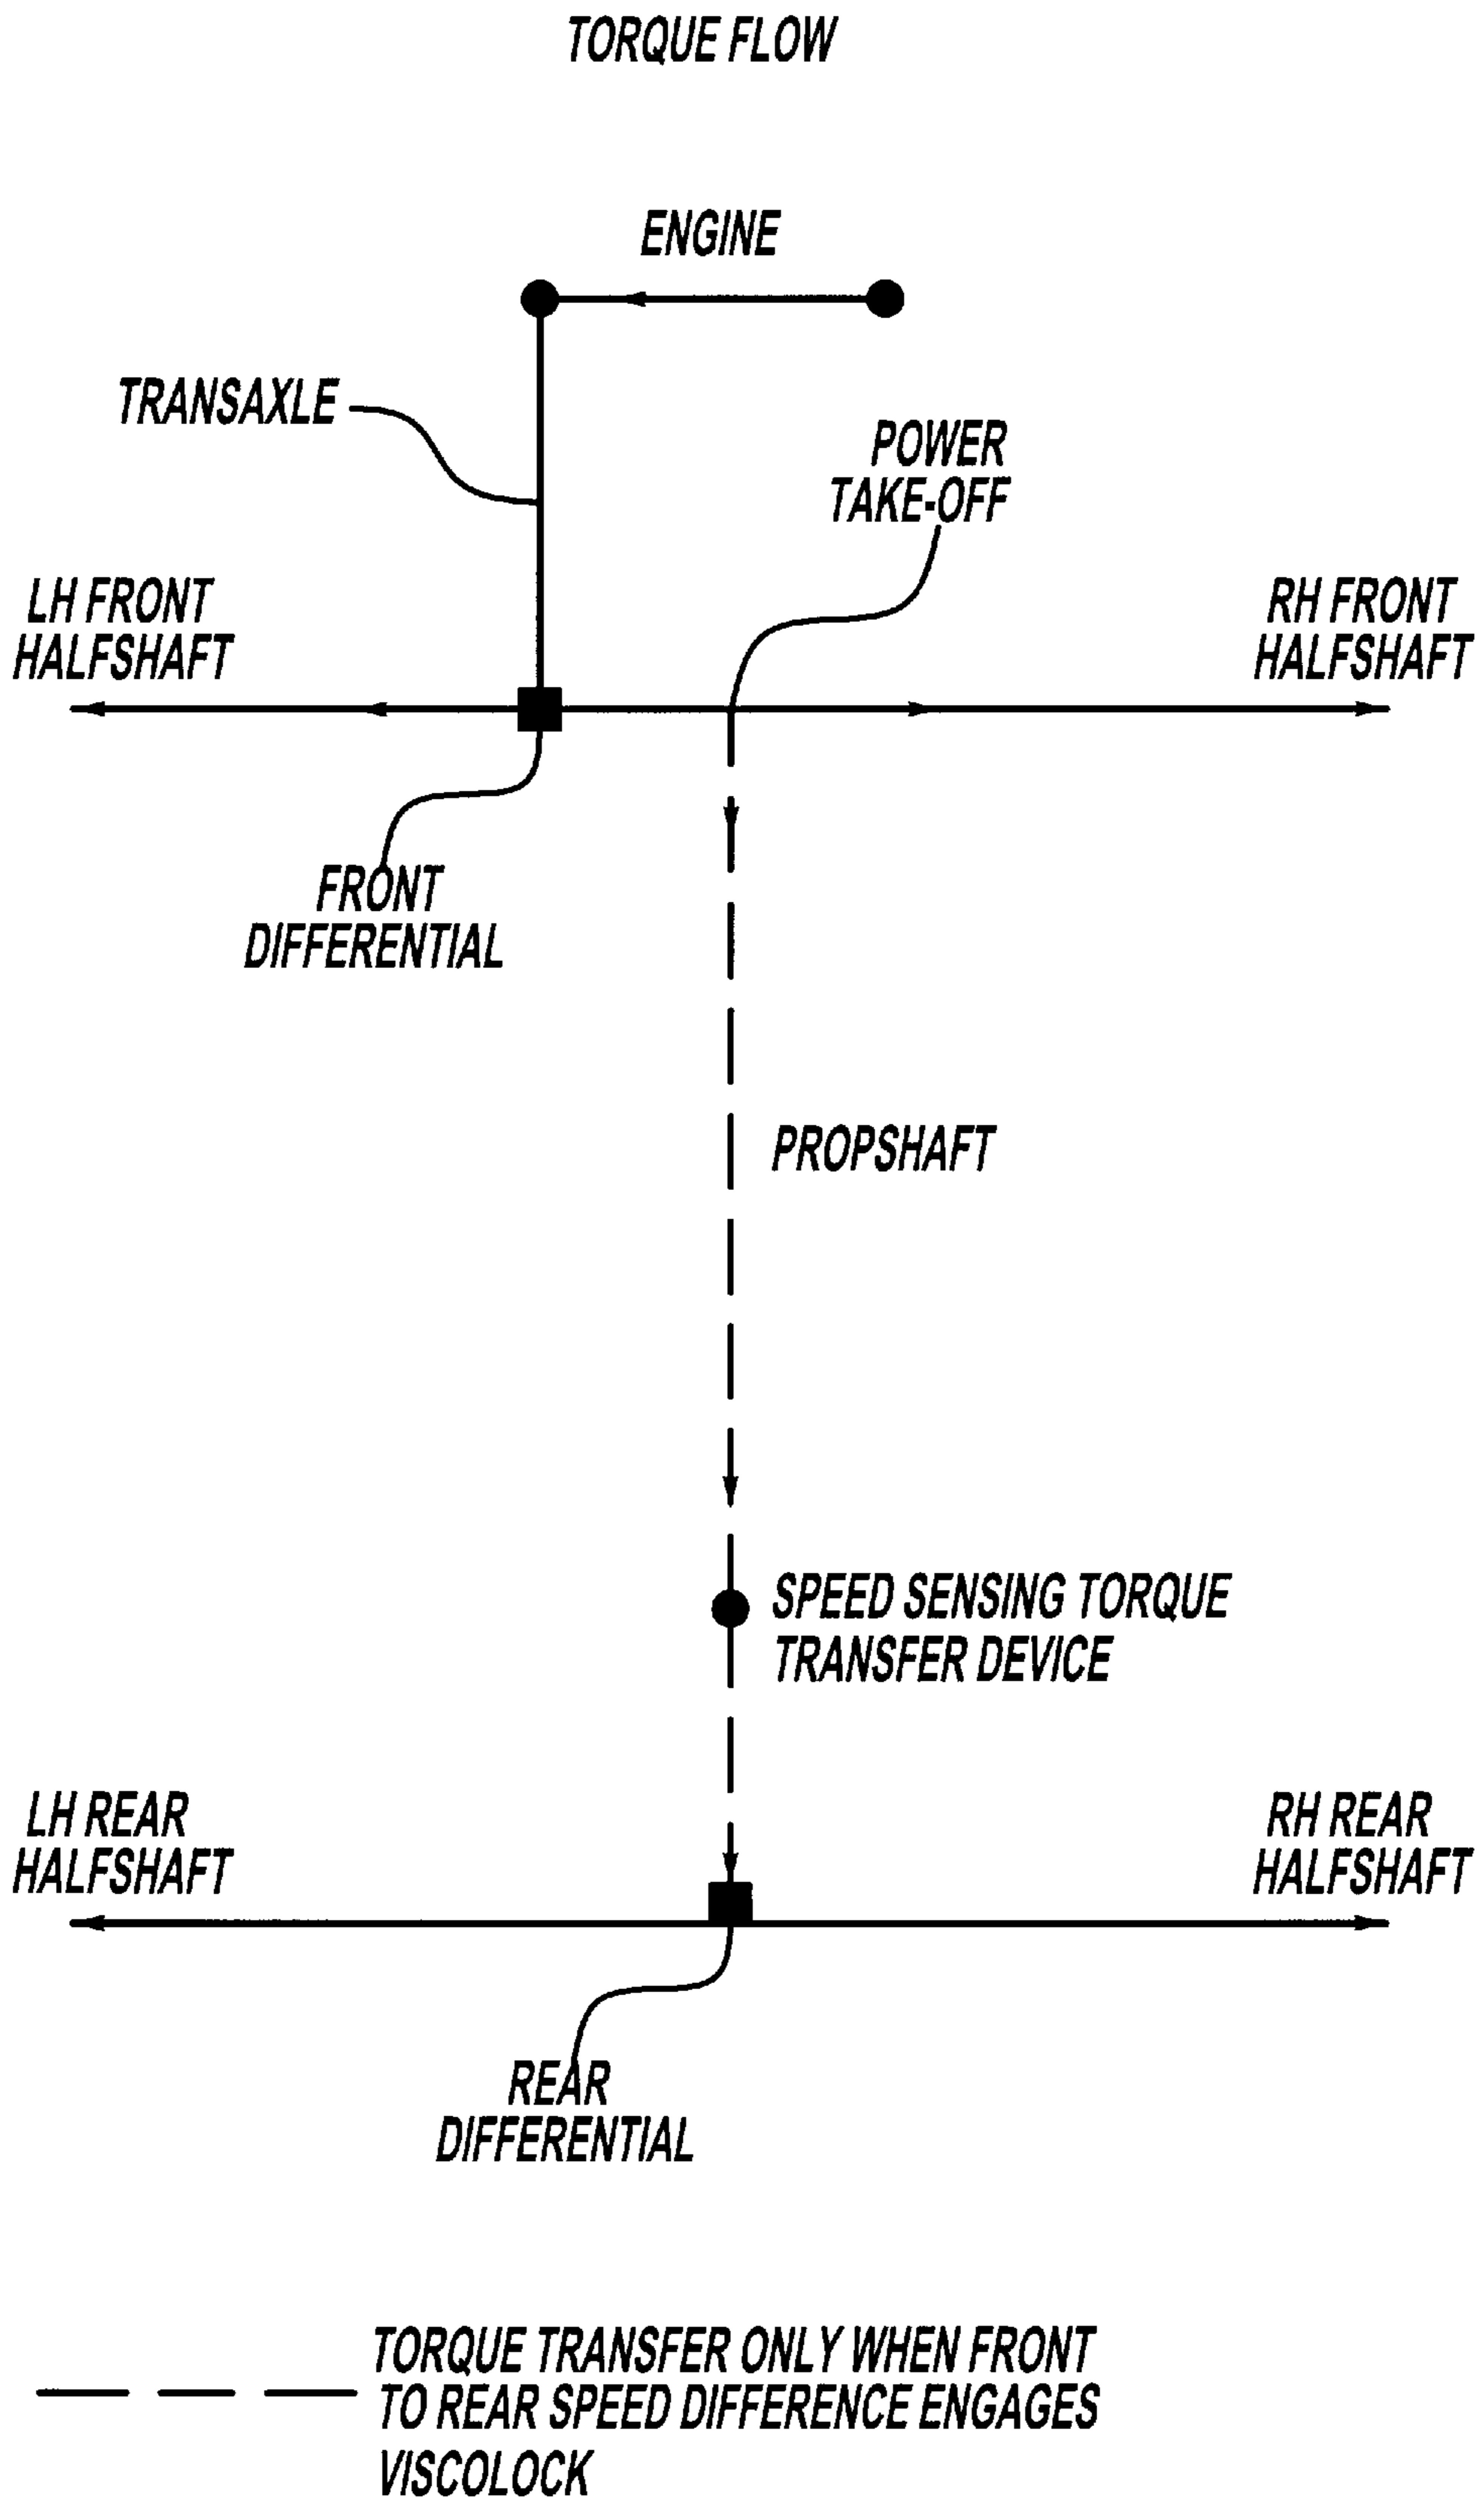 TORQUE FLOW
ENGINE
TRANSAXLE
POWER
TAKE-OFF
LH FRONT
HALFSHAFT
RH FRONT
HALFSHAFT
FRONT
DIFFERENTIAL
PROPSHAFT
SPEED SENSING TORQUE
TRANSFER DEVICE
LH REAR
HALFSHAFT
RH REAR
HALFSHAFT
REAR
DIFFERENTIAL
TORQUE TRANSFER ONLY WHEN FRONT
TO REAR SPEED DIFFERENCE ENGAGES
VISCOLOCK